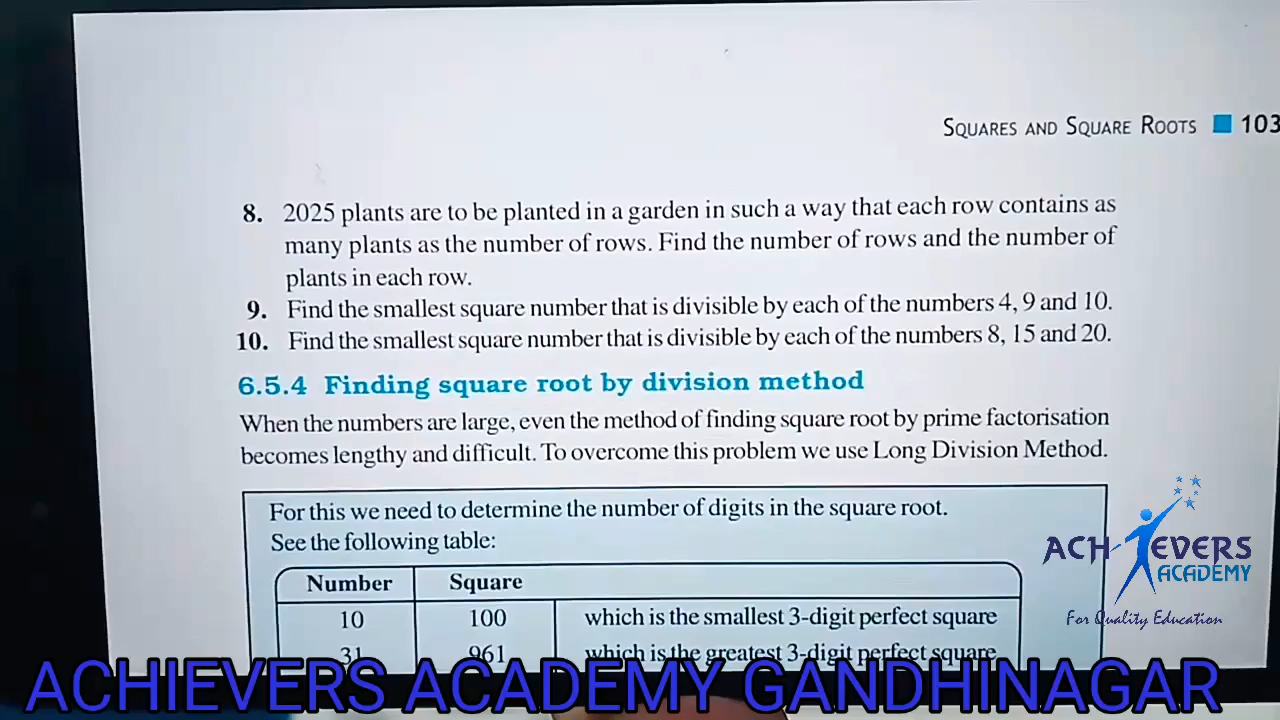 SQUARES AND SQUARE ROOTS 103
8. 2025 plants are to be planted in a garden in such a way that each row contains as
many plants as the number of rows. Find the number of rows and the number of
plants in each row.
9. Find the smallest square number that is divisible by each of the numbers 4, 9 and 10.
10. Find the smallest square number that is divisible by each of the numbers 8, 15 and 20.
6.5.4 Finding square root by division method
When the numbers are large, even the method of finding square root by prime factorisation
becomes lengthy and difficult. To overcome this problem we use Long Division Method.
For this we need to determine the number of digits in the square root.
See the following table:
Number Square
10 100 which is the smallest 3-digit perfect square
31 961 which is the greatest 3-digit perfect square
ACHIEVERS
ACADEMY
For Quality Education
ACHIEVERS ACADEMY GANDHINAGAR